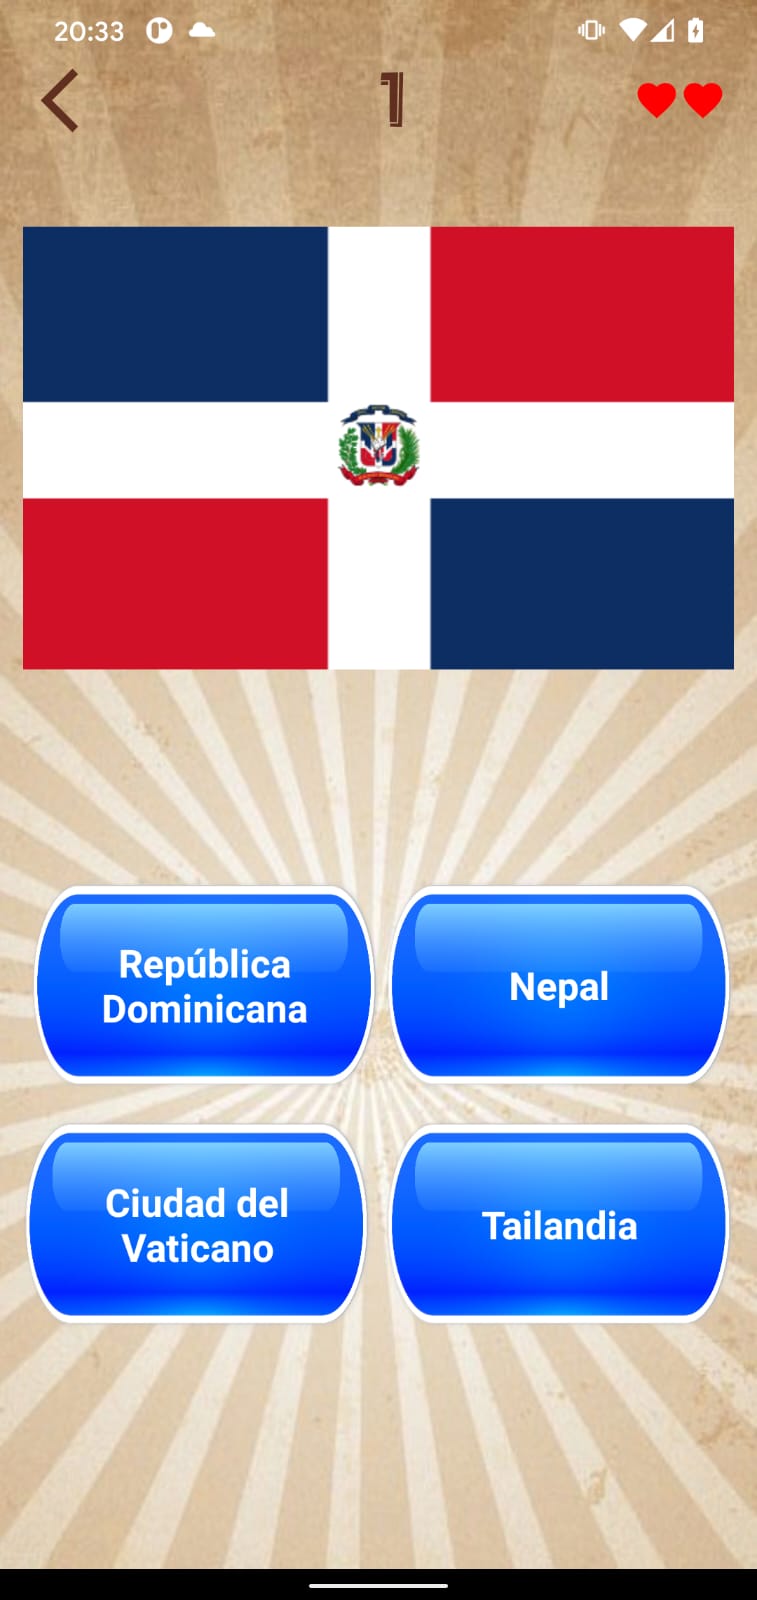 20:33
1
República
Dominicana
Nepal
Ciudad del
Vaticano
Tailandia